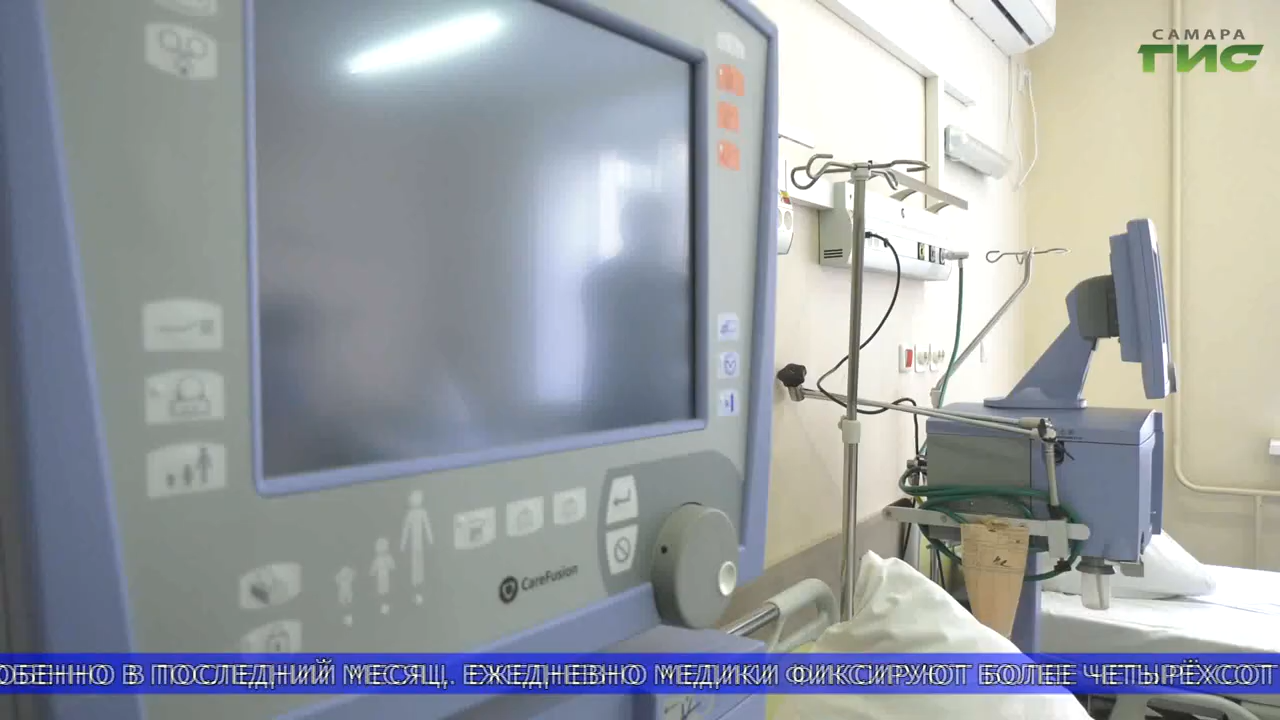 САМАРА
ГИС
CareFusion
ОБЕННО В ПОСЛЕДНИЙ МЕСЯЦ. ЕЖЕДНЕВНО МЕДИКИ ФИКСИРУЮТ БОЛЕЕ ЧЕТЫРЁХСОТ